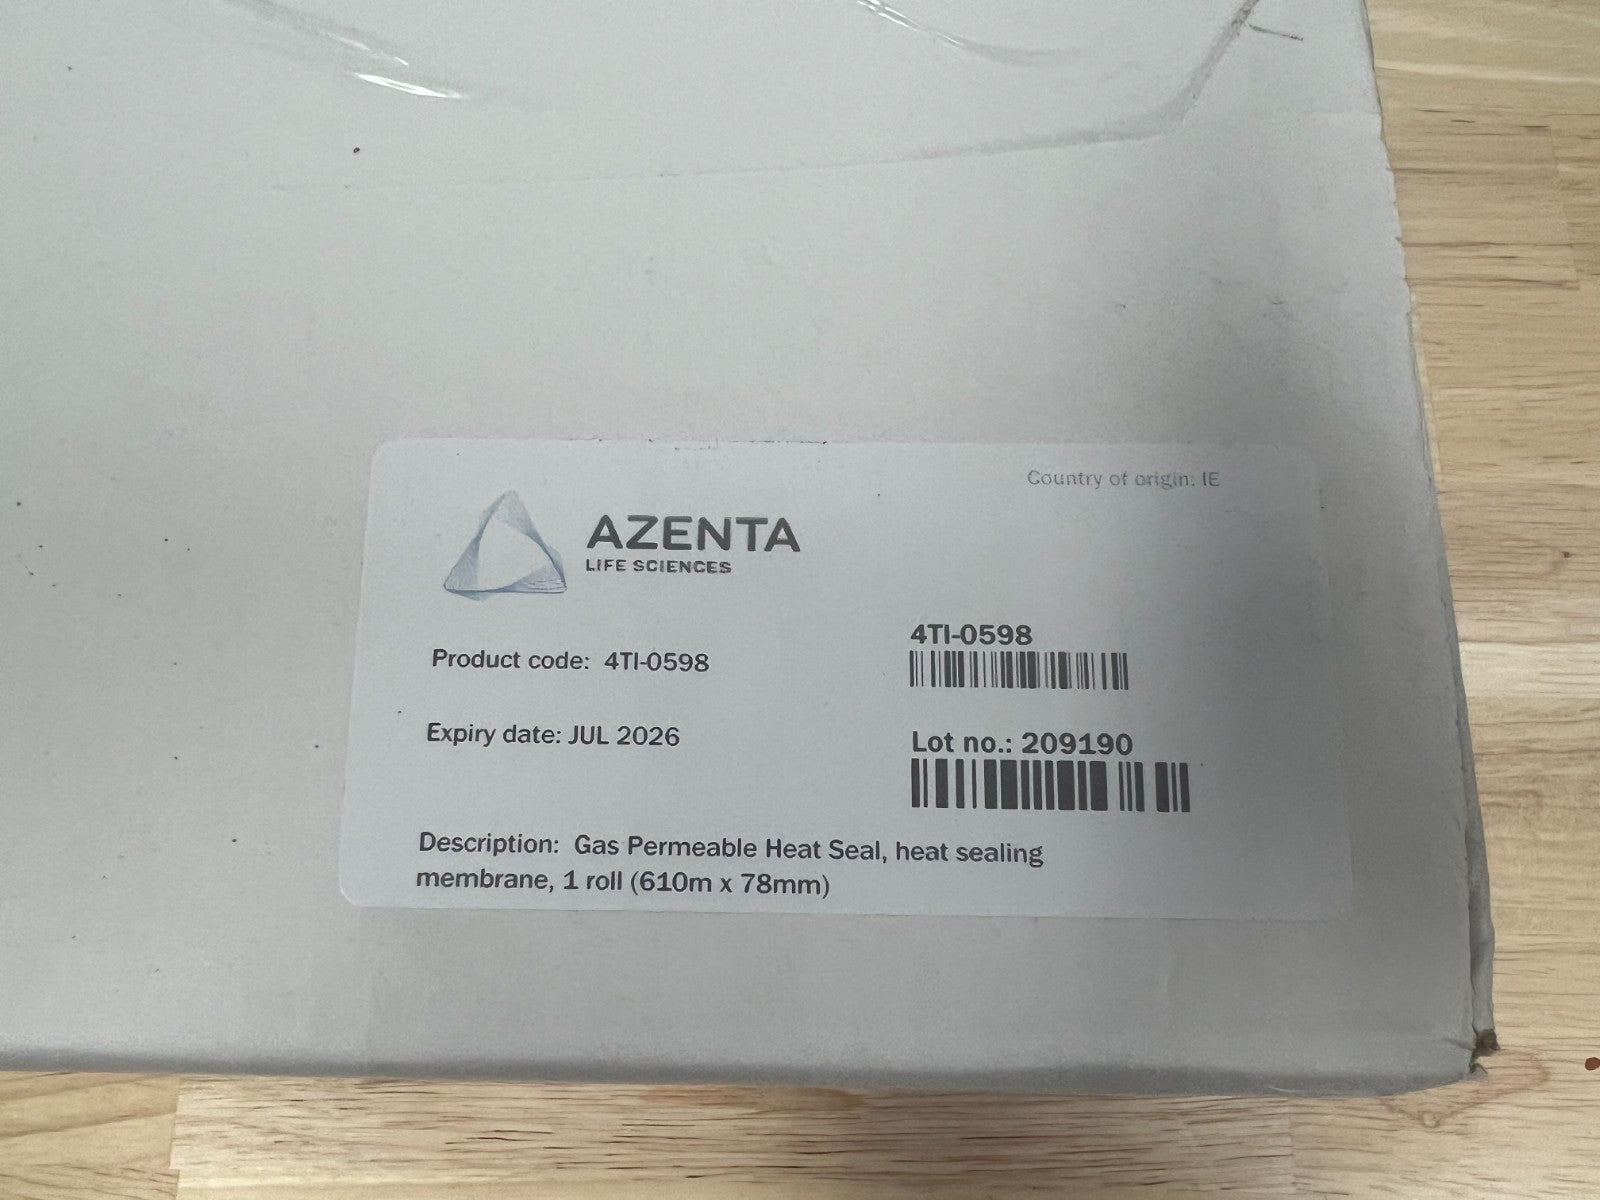 Country of origin: IE
AZENTA
LIFE SCIENCES
Product code: 4TI-0598
4TI-0598
Expiry date: JUL 2026
Lot no.: 209190
Description: Gas Permeable Heat Seal, heat sealing
membrane, 1 roll (610m x 78mm)